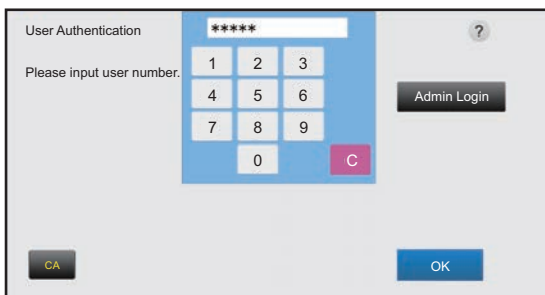 User Authentication
*****
?
Please input user number.
1 2 3
4 5 6
Admin Login
7 8 9
0 C
CA
OK